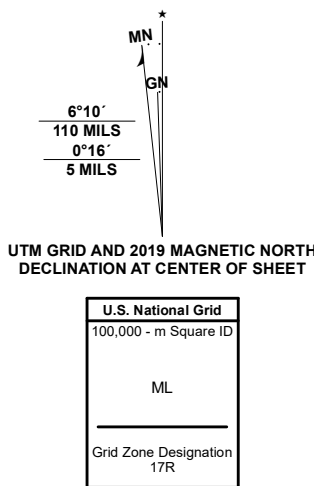 ★
MN
GN
6°10´
110 MILS
0°16´
5 MILS
UTM GRID AND 2019 MAGNETIC NORTH
DECLINATION AT CENTER OF SHEET
U.S. National Grid
100,000 - m Square ID
ML
Grid Zone Designation
17R